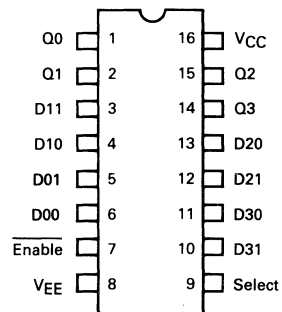 Q0 1 16 VCC
Q1 2 15 Q2
D11 3 14 Q3
D10 4 13 D20
D01 5 12 D21
D00 6 11 D30
Enable 7 10 D31
VEE 8 9 Select